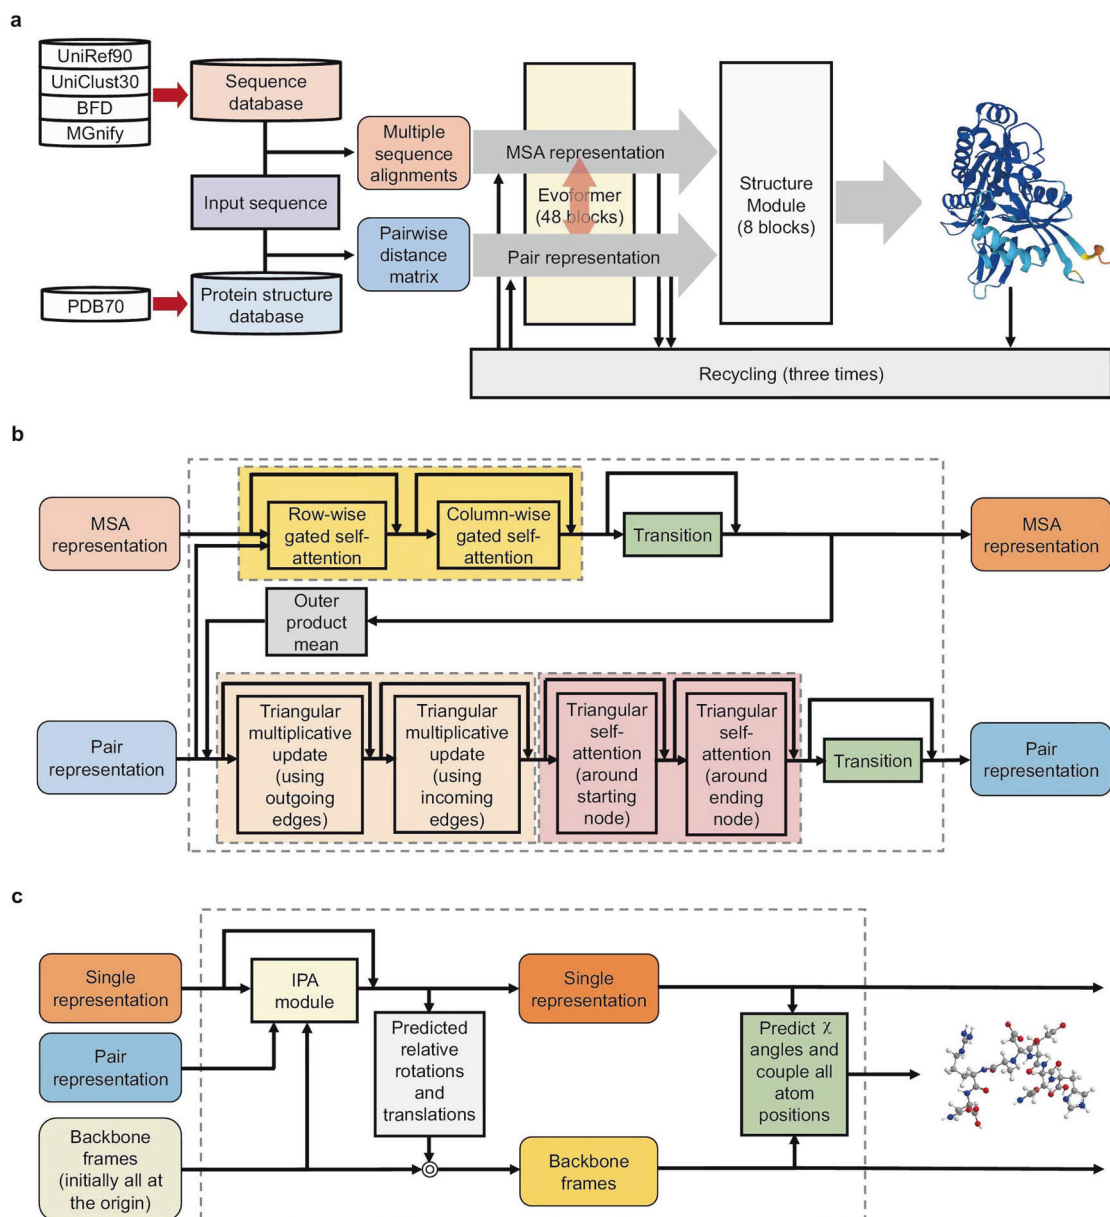 a
UniRef90
UniClust30
BFD
MGnify
Sequence
database
Input sequence
PDB70
Protein structure
database
Multiple
sequence
alignments
Pairwise
distance
matrix
MSA representation
Evoformer
(48 blocks)
Pair representation
Structure
Module
(8 blocks)
Recycling (three times)
b
MSA
representation
Row-wise
gated self-
attention
Column-wise
gated self-
attention
Transition
MSA
representation
Outer
product
mean
Pair
representation
Triangular
multiplicative
update
(using
outgoing
edges)
Triangular
multiplicative
update
(using
incoming
edges)
Triangular
self-
attention
(around
starting
node)
Triangular
self-
attention
(around
ending
node)
Transition
Pair
representation
c
Single
representation
IPA
module
Single
representation
Pair
representation
Predicted
relative
rotations
and
translations
Predict χ
angles and
couple all
atom
positions
Backbone
frames
(initially all at
the origin)
Backbone
frames